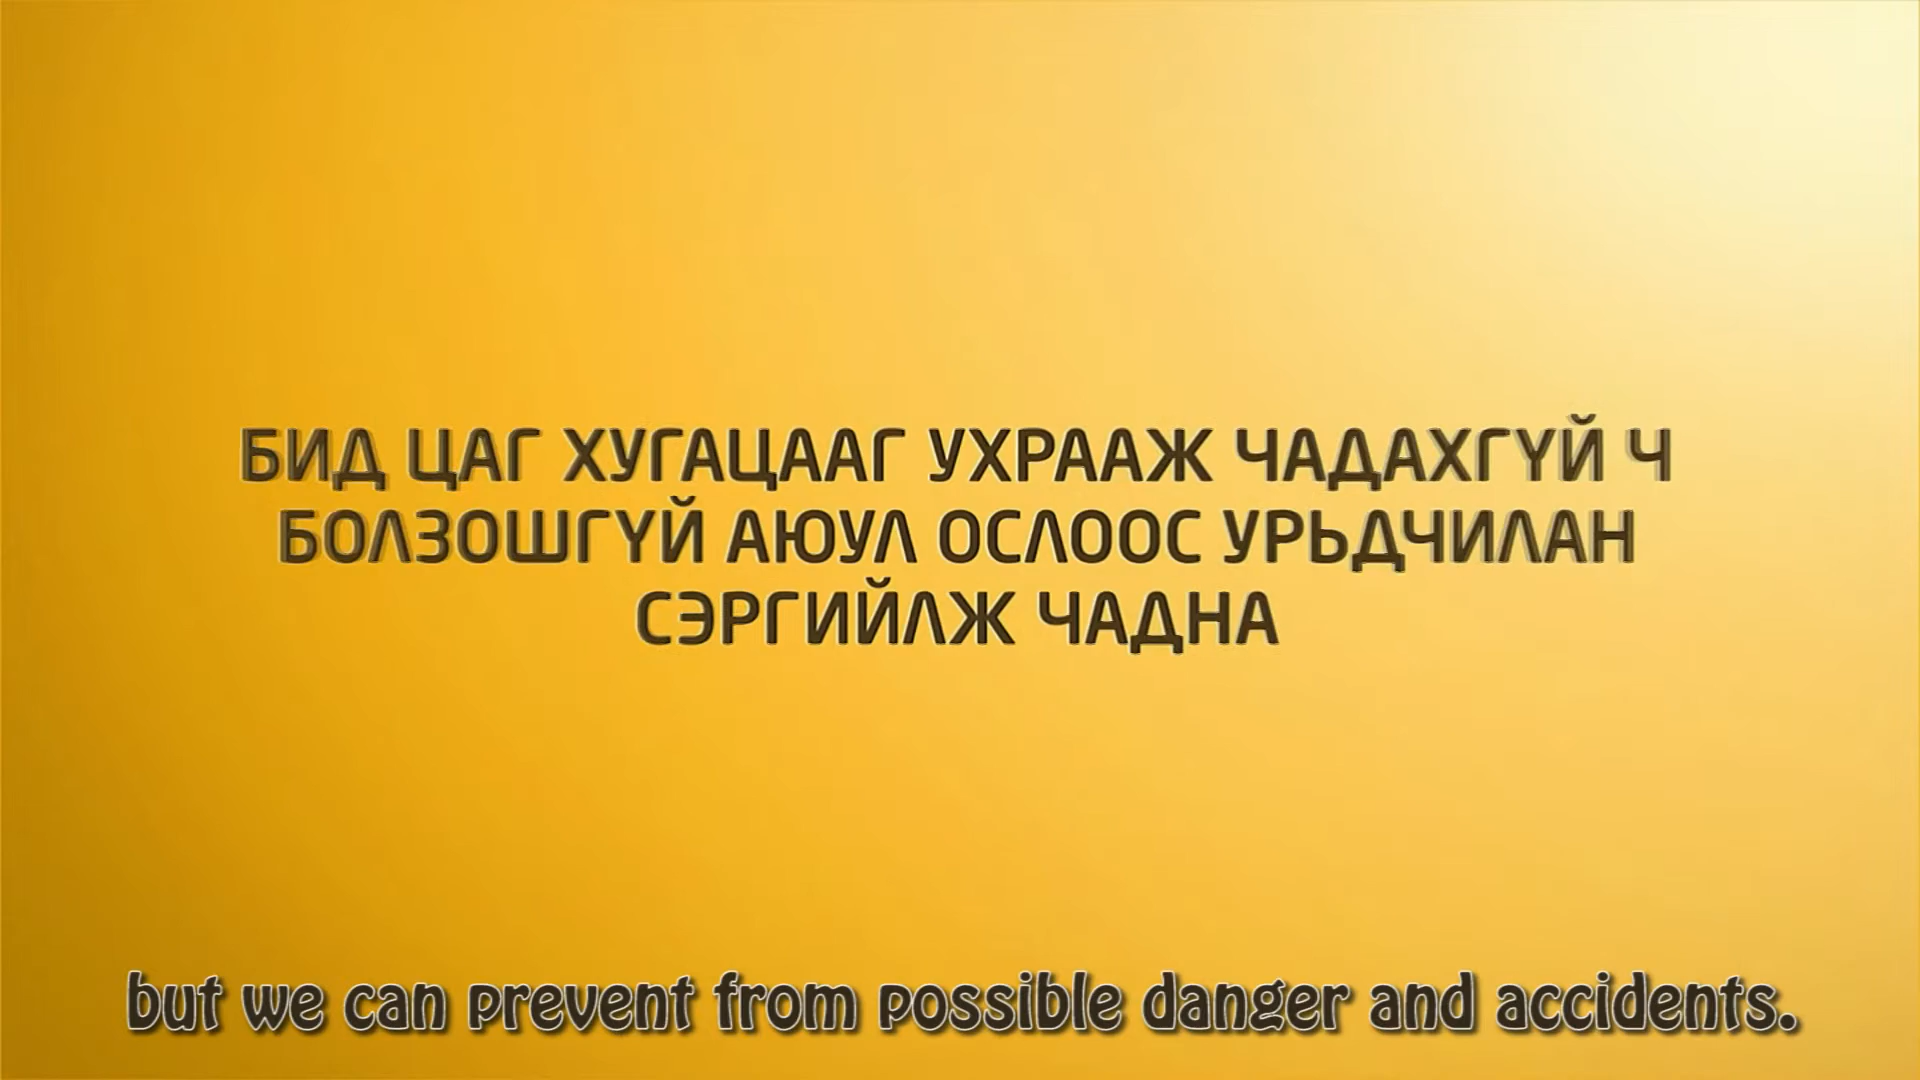 БИД ЦАГ ХУГАЦААГ УХРААЖ ЧАДАХГҮЙ Ч
БОЛЗОШГҮЙ АЮУЛ ОСЛООС УРЬДЧИЛАН
СЭРГИЙЛЖ ЧАДНА
but we can prevent from possible danger and accidents.